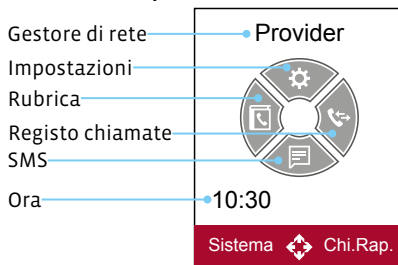 Gestore di rete
Provider
Impostazioni
Rubrica
Registo chiamate
SMS
Ora
10:30
Sistema Chi.Rap.